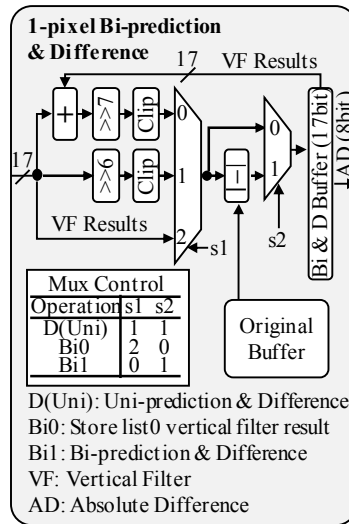 1-pixel Bi-prediction
& Difference
17
VF Results
+
>>7
Clip
0
17
>>6
Clip
1
VF Results
2
s1
|−|
0
1
s2
Bi & D Buffer (17bit)
AD (8bit)
Mux Control
Operation s1 s2
D(Uni) 1 1
Bi0 2 0
Bi1 0 1
Original
Buffer
D(Uni): Uni-prediction & Difference
Bi0: Store list0 vertical filter result
Bi1: Bi-prediction & Difference
VF: Vertical Filter
AD: Absolute Difference